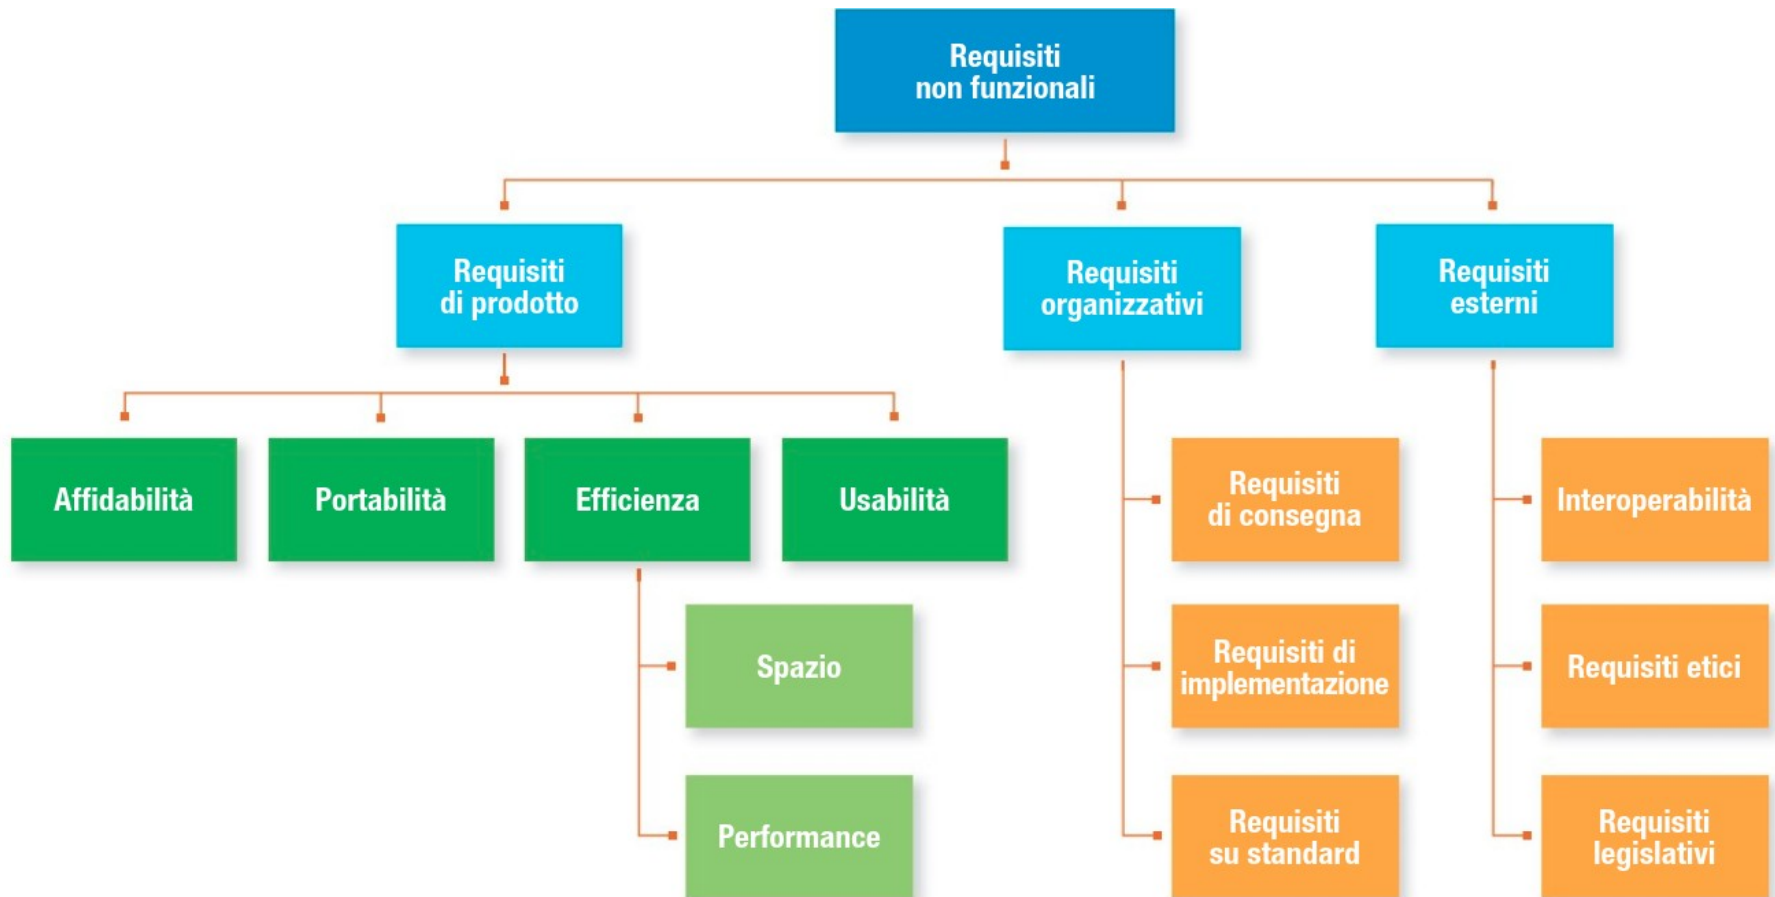 Requisiti
non funzionali
Requisiti
di prodotto
Requisiti
organizzativi
Requisiti
esterni
Affidabilità
Portabilità
Efficienza
Usabilità
Spazio
Performance
Requisiti
di consegna
Requisiti di
implementazione
Requisiti
su standard
Interoperabilità
Requisiti etici
Requisiti
legislativi